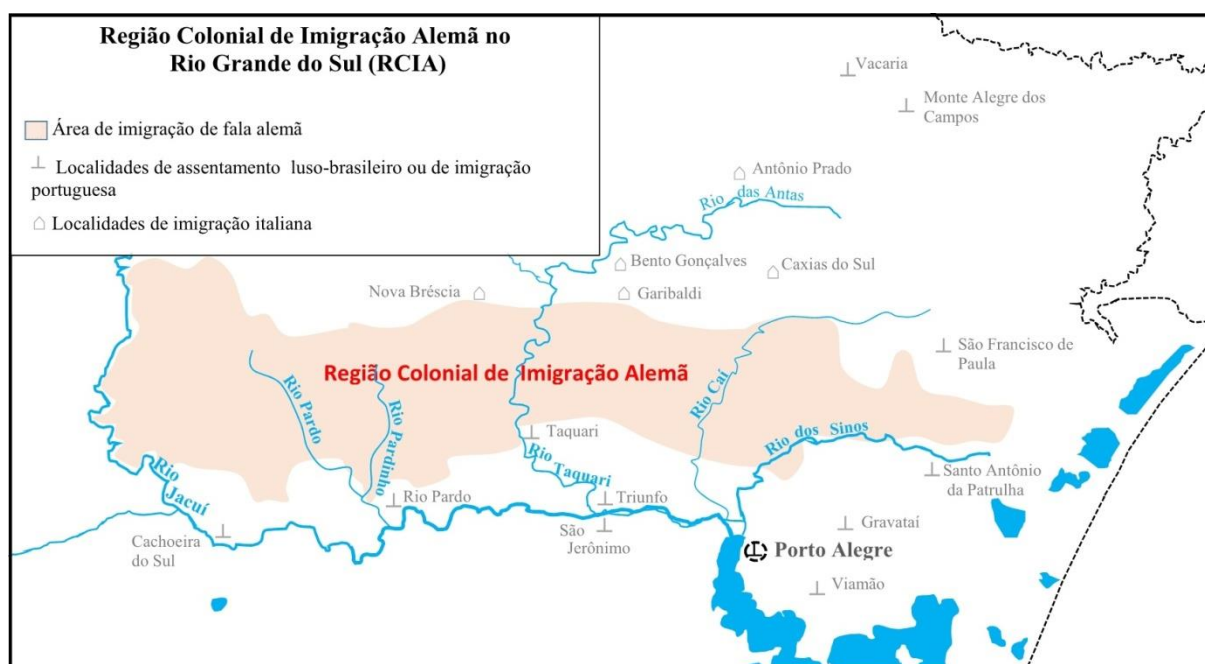 Região Colonial de Imigração Alemã no
Rio Grande do Sul (RCIA)
Área de imigração de fala alemã
Localidades de assentamento luso-brasileiro ou de imigração
portuguesa
Localidades de imigração italiana
Vacaria
Monte Alegre dos
Campos
Antônio Prado
Rio das Antas
Bento Gonçalves
Caxias do Sul
Nova Bréscia
Garibaldi
São Francisco de
Paula
Região Colonial de Imigração Alemã
Rio Caí
Rio Pardo
Rio Pardinho
Taquari
Rio dos Sinos
Rio Taquari
Rio
Jacuí
Santo Antônio
da Patrulha
Rio Pardo
Triunfo
São
Jerônimo
Gravataí
Cachoeira
do Sul
Porto Alegre
Viamão